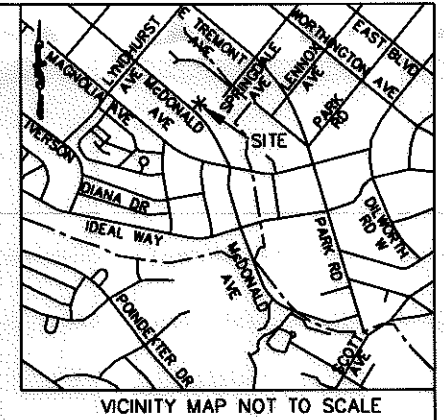 LYNDHURST
AVE
E TREMONT
AVE
MAGNOLIA AVE
McDONALD
AVE
SPRINGDALE
AVE
LENNOX
AVE
WORTHINGTON AVE
EAST BLVD
PARK
RD
IVERSON
SITE
DIANA DR
IDEAL WAY
McDONALD
AVE
PARK RD
DILWORTH
RD W
POINDEXTER DR
SCOTT
AVE
VICINITY MAP NOT TO SCALE